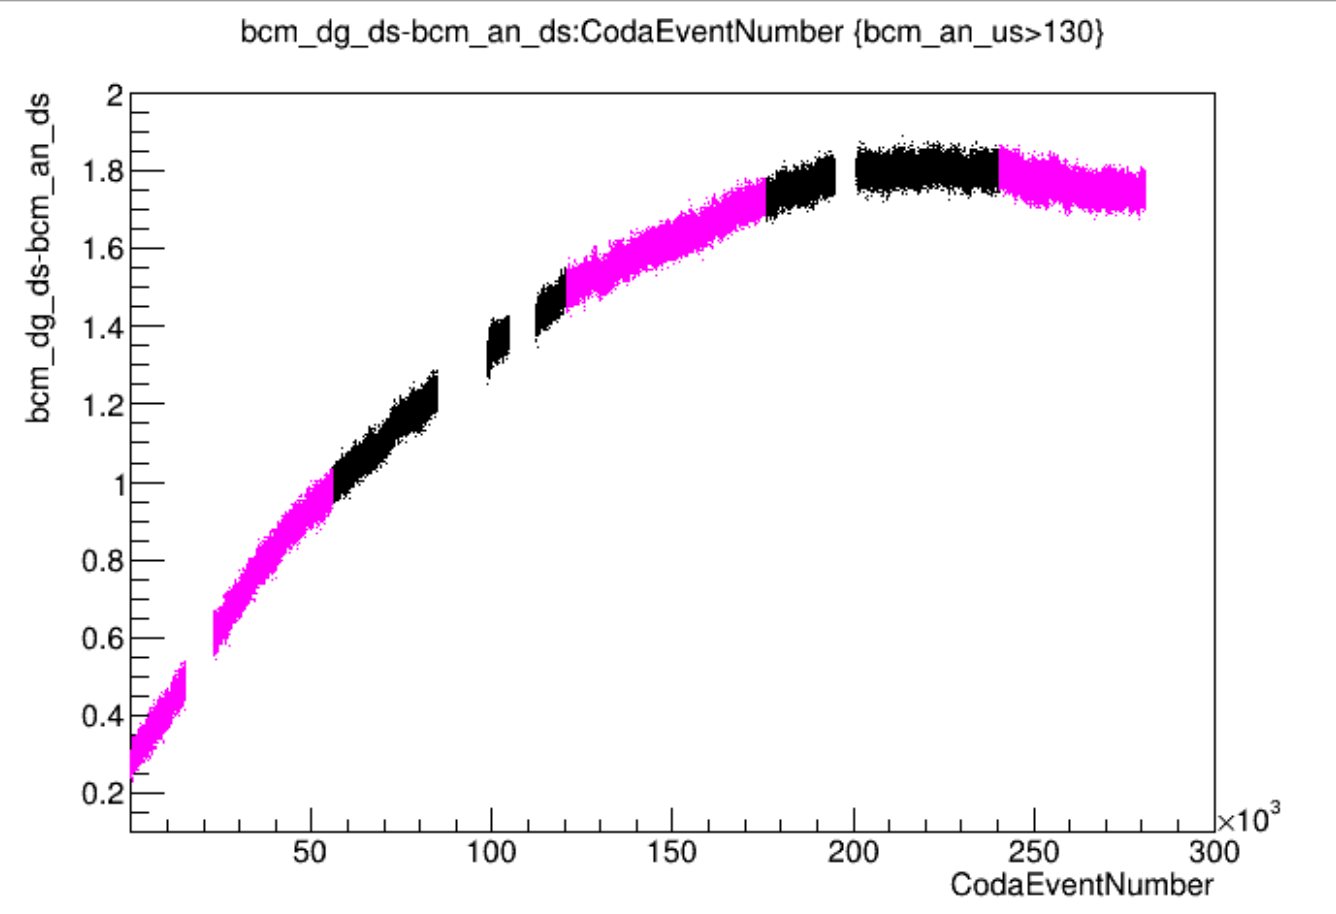 bcm_dg_ds-bcm_an_ds:CodaEventNumber {bcm_an_us>130}
bcm_dg_ds-bcm_an_ds
2
1.8
1.6
1.4
1.2
1
0.8
0.6
0.4
0.2
50 100 150 200 250 300
×10³
CodaEventNumber